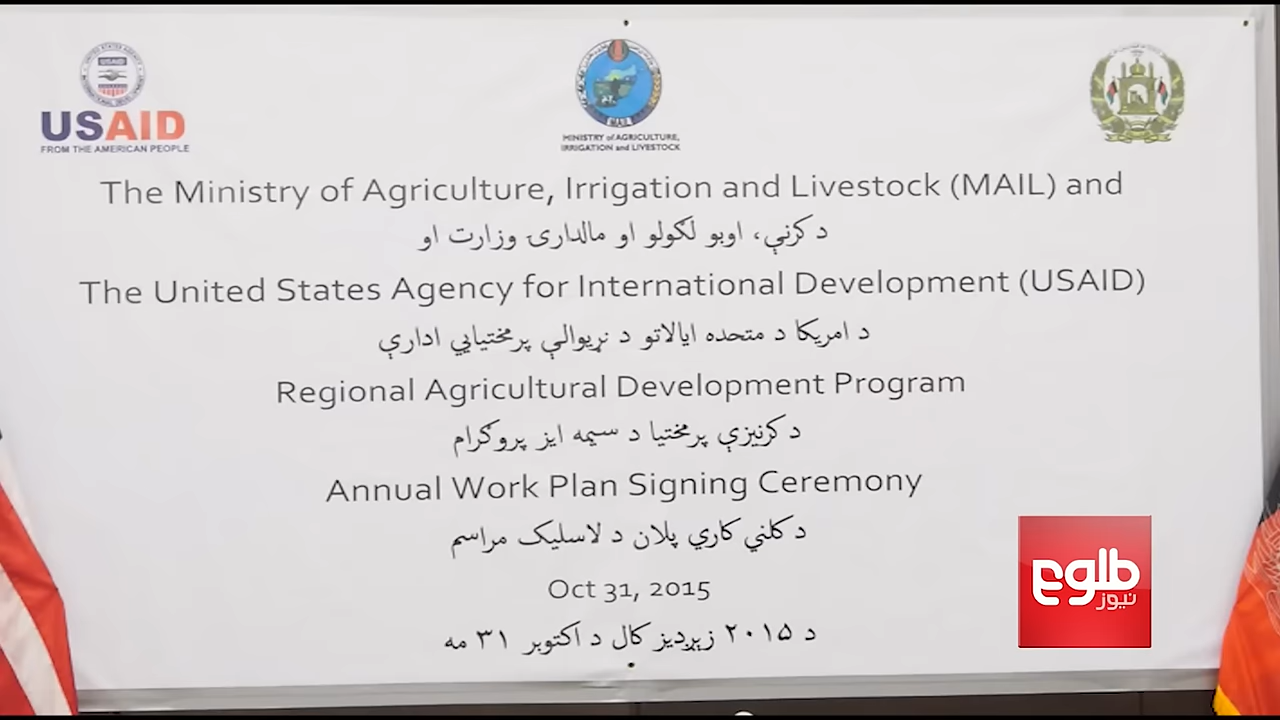 USAID
FROM THE AMERICAN PEOPLE
MAIL
MINISTRY of AGRICULTURE,
IRRIGATION and LIVESTOCK
The Ministry of Agriculture, Irrigation and Livestock (MAIL) and
د کرنې، اوبو لګولو او مالدارۍ وزارت او
The United States Agency for International Development (USAID)
د امریکا د متحده ایالاتو د نړیوالې پرمختیایي ادارې
Regional Agricultural Development Program
د کرنیزې پرمختیا د سیمه ایز پروګرام
Annual Work Plan Signing Ceremony
د کلني کاري پلان د لاسلیک مراسم
Oct 31, 2015
د ۲۰۱۵ زېږدیز کال د اکتوبر ۳۱ مه
طلوع
نیوز